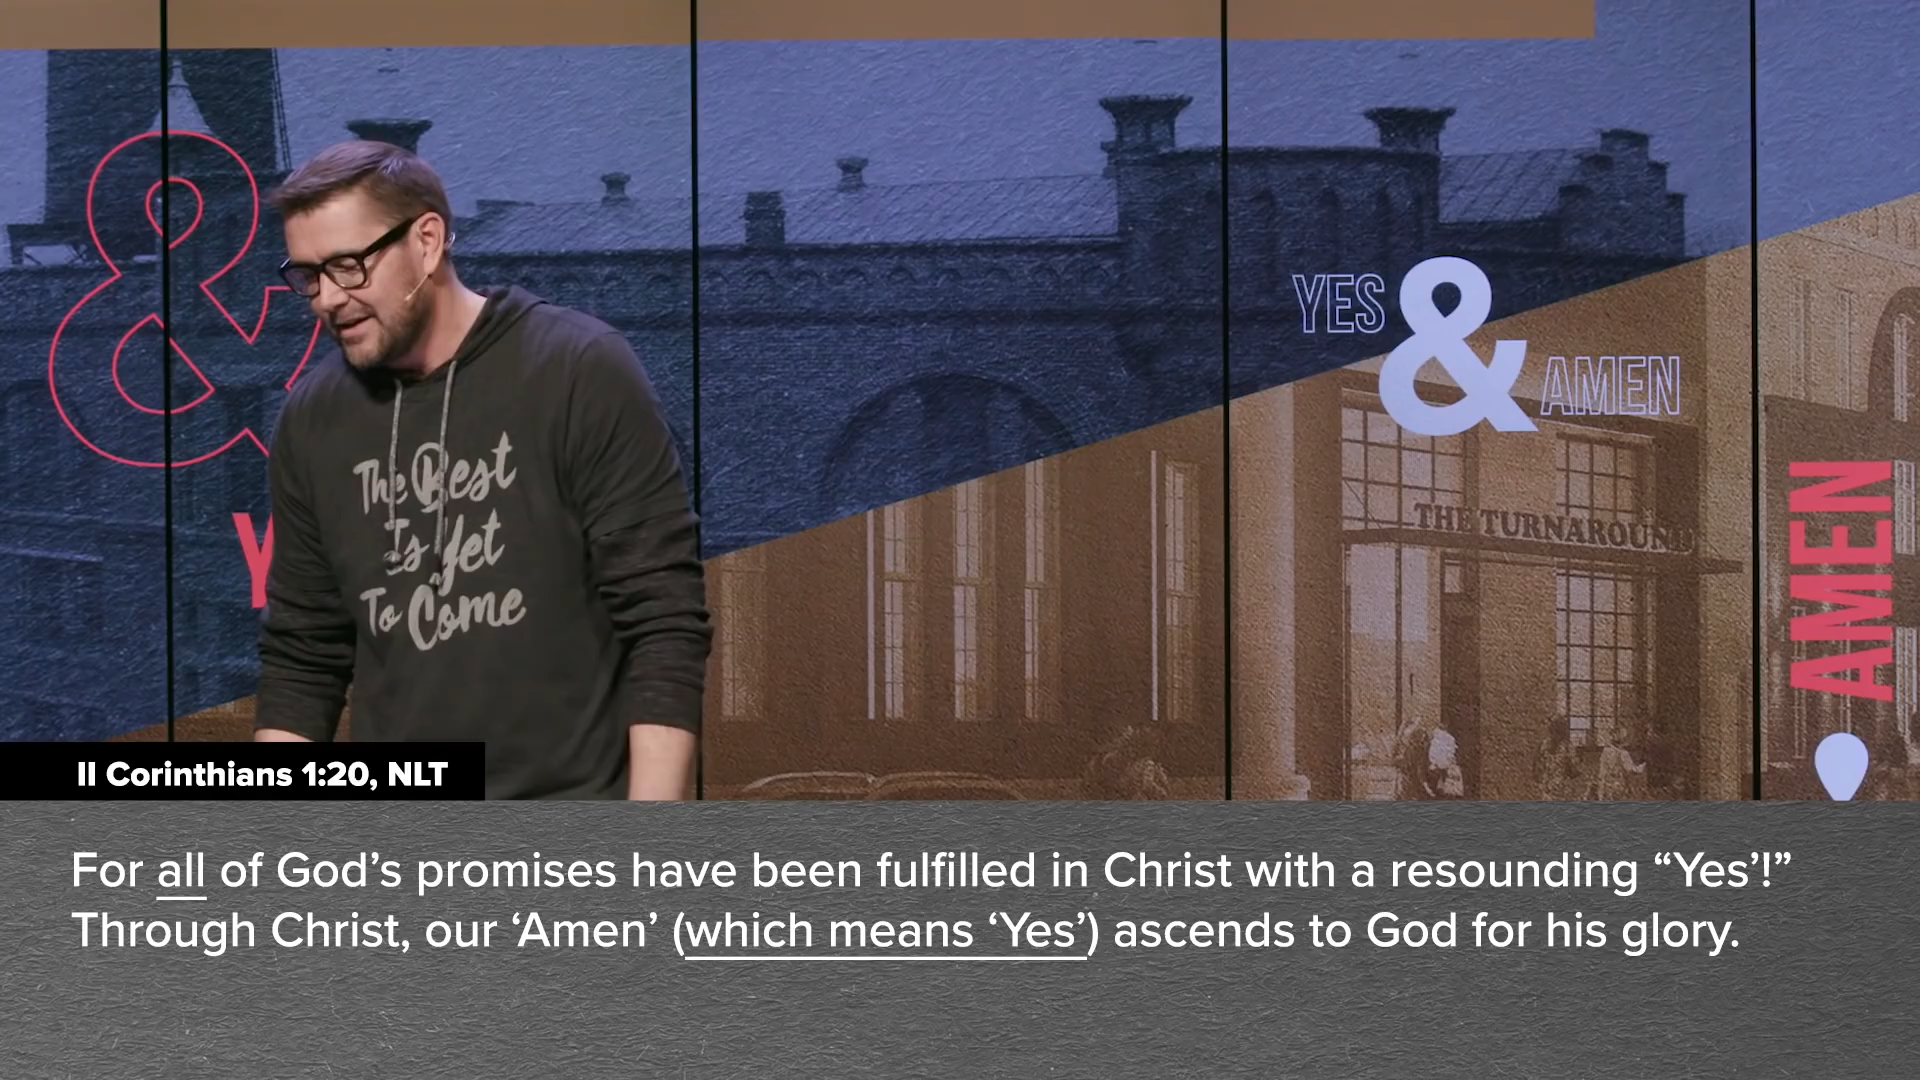 &
Y
The Best
Is Yet
To Come
YES & AMEN
THE TURNAROUND
AMEN
II Corinthians 1:20, NLT
For all of God’s promises have been fulfilled in Christ with a resounding “Yes’!”
Through Christ, our ‘Amen’ (which means ‘Yes’) ascends to God for his glory.